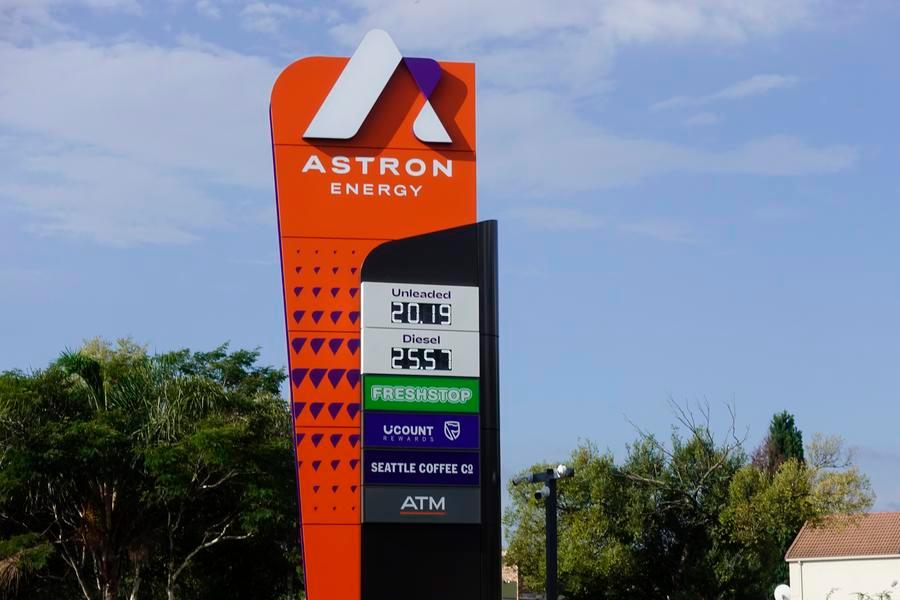 ASTRON
ENERGY
Unleaded
20.19
Diesel
25.57
FRESHSTOP
UCOUNT
REWARDS
SEATTLE COFFEE Cº
ATM